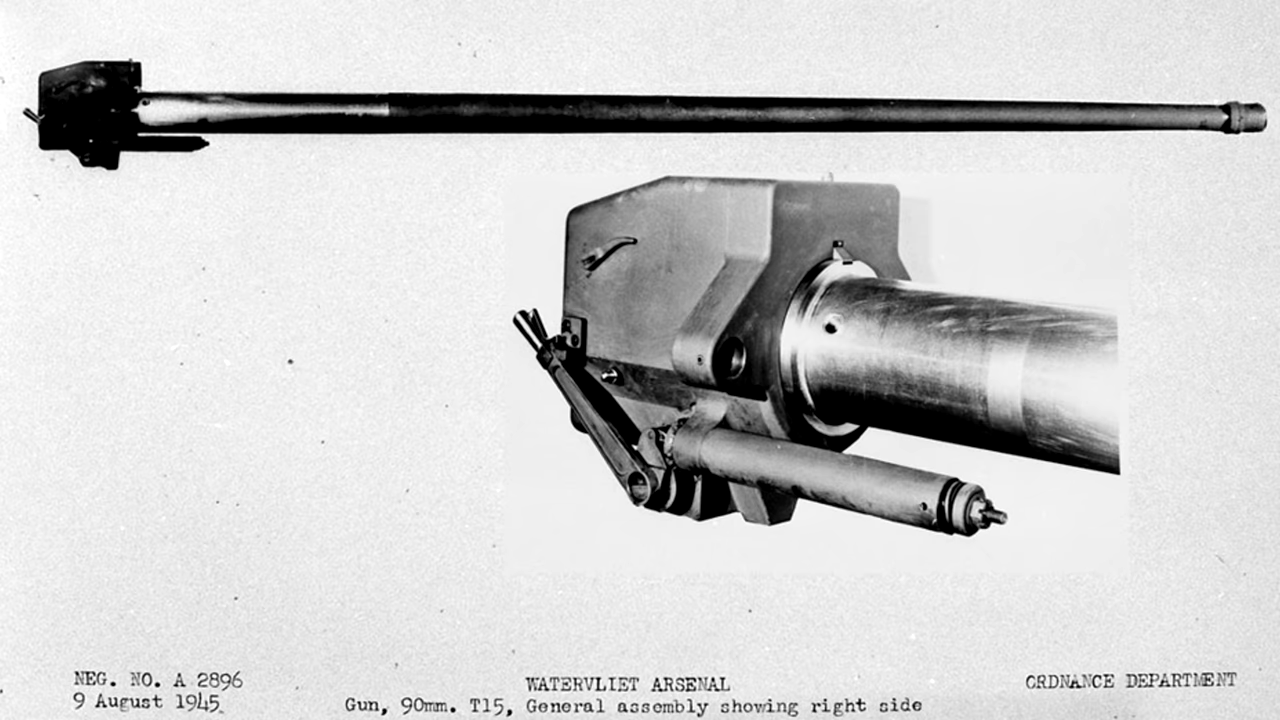 NEG. NO. A 2896
9 August 1945
WATERVLIET ARSENAL
ORDNANCE DEPARTMENT
Gun, 90mm. T15, General assembly showing right side